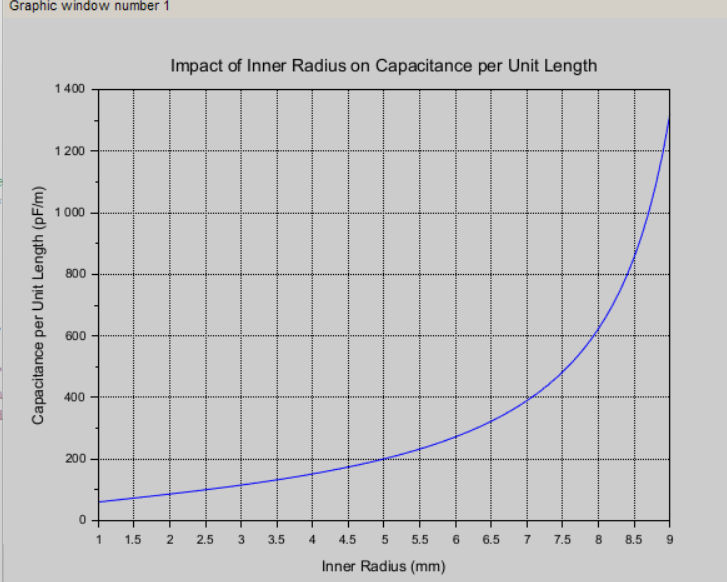 Graphic window number 1
Impact of Inner Radius on Capacitance per Unit Length
Capacitance per Unit Length (pF/m)
1 400
1 200
1 000
800
600
400
200
0
1 1.5 2 2.5 3 3.5 4 4.5 5 5.5 6 6.5 7 7.5 8 8.5 9
Inner Radius (mm)